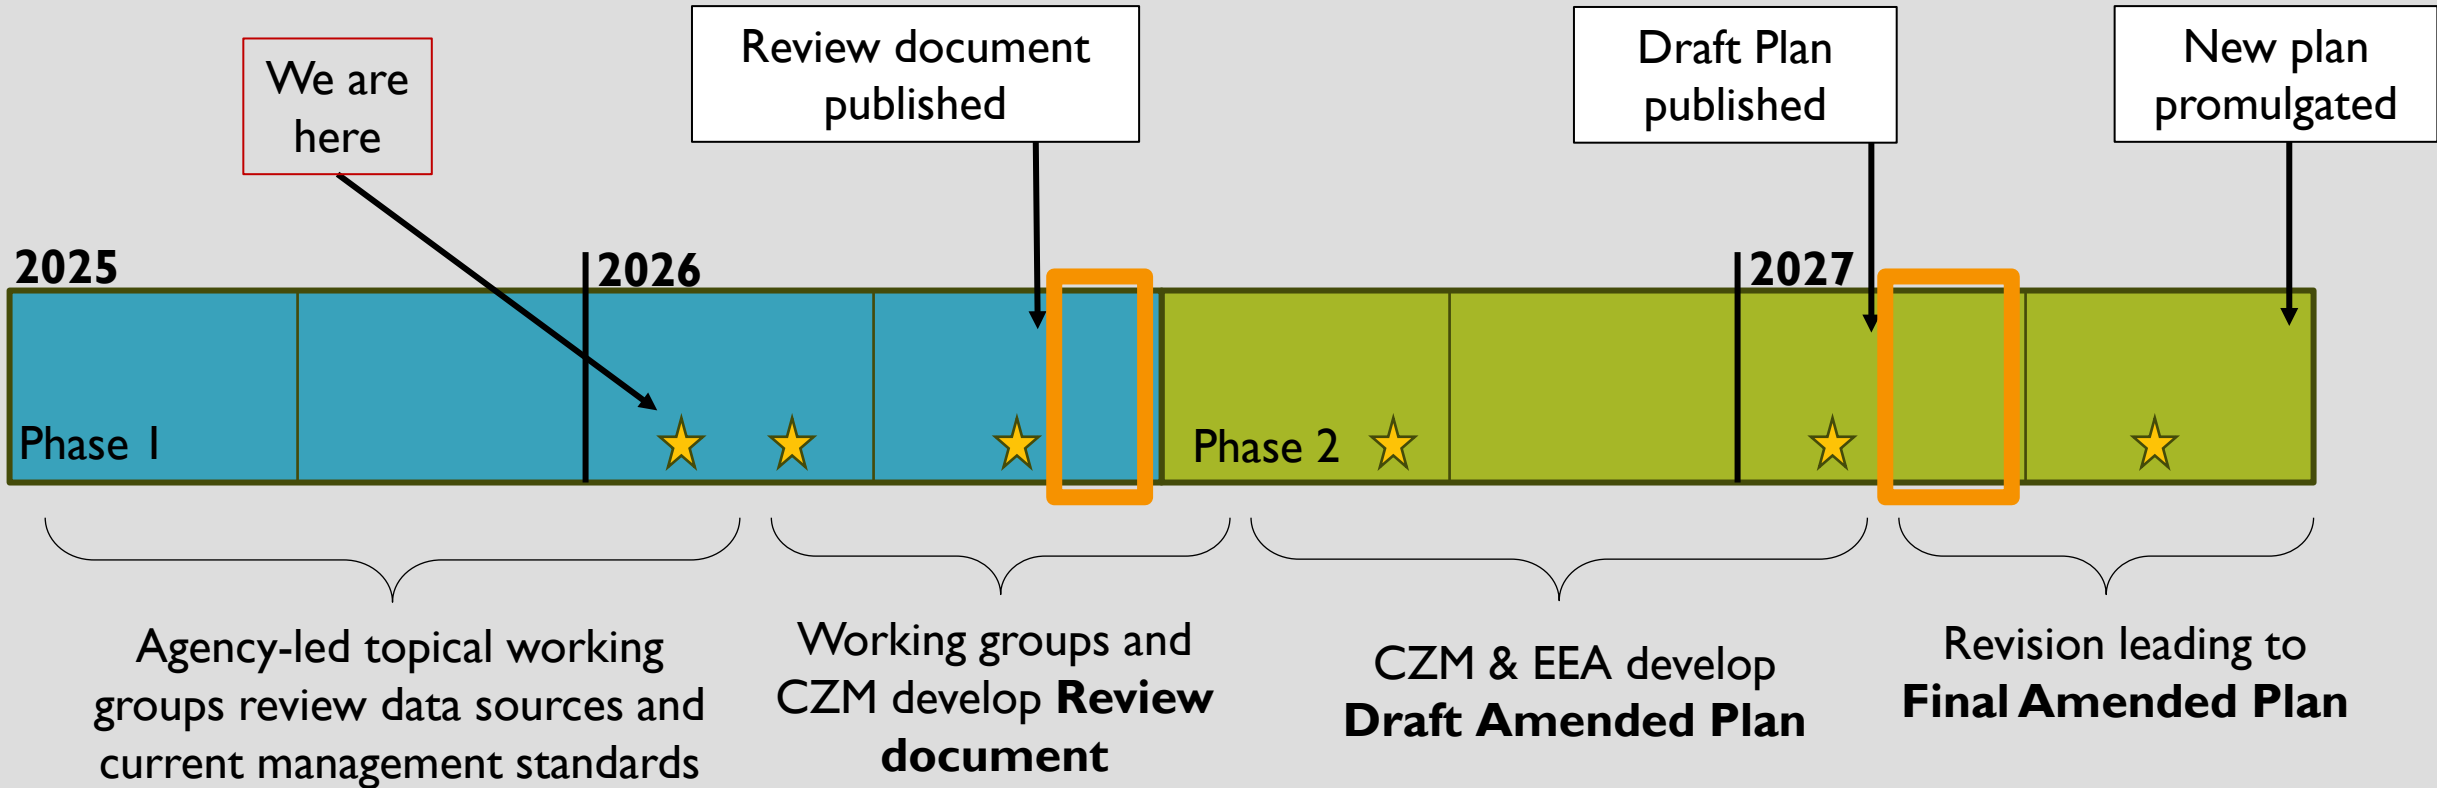 We are
here
Review document
published
Draft Plan
published
New plan
promulgated
2025
2026
2027
Phase 1
Phase 2
Agency-led topical working
groups review data sources and
current management standards
Working groups and
CZM develop Review
document
CZM & EEA develop
Draft Amended Plan
Revision leading to
Final Amended Plan